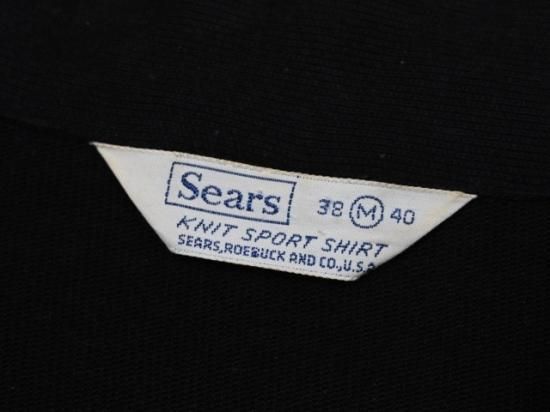 Sears 38 M 40
KNIT SPORT SHIRT
SEARS, ROEBUCK AND CO., U.S.A